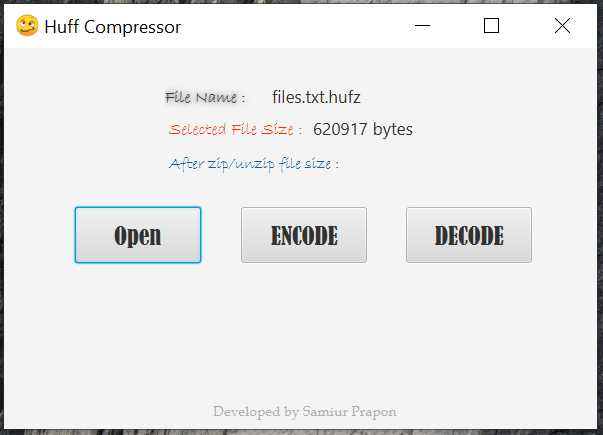 Huff Compressor
File Name : files.txt.hufz
Selected File Size : 620917 bytes
After zip/unzip file size :
Open ENCODE DECODE
Developed by Samiur Prapon